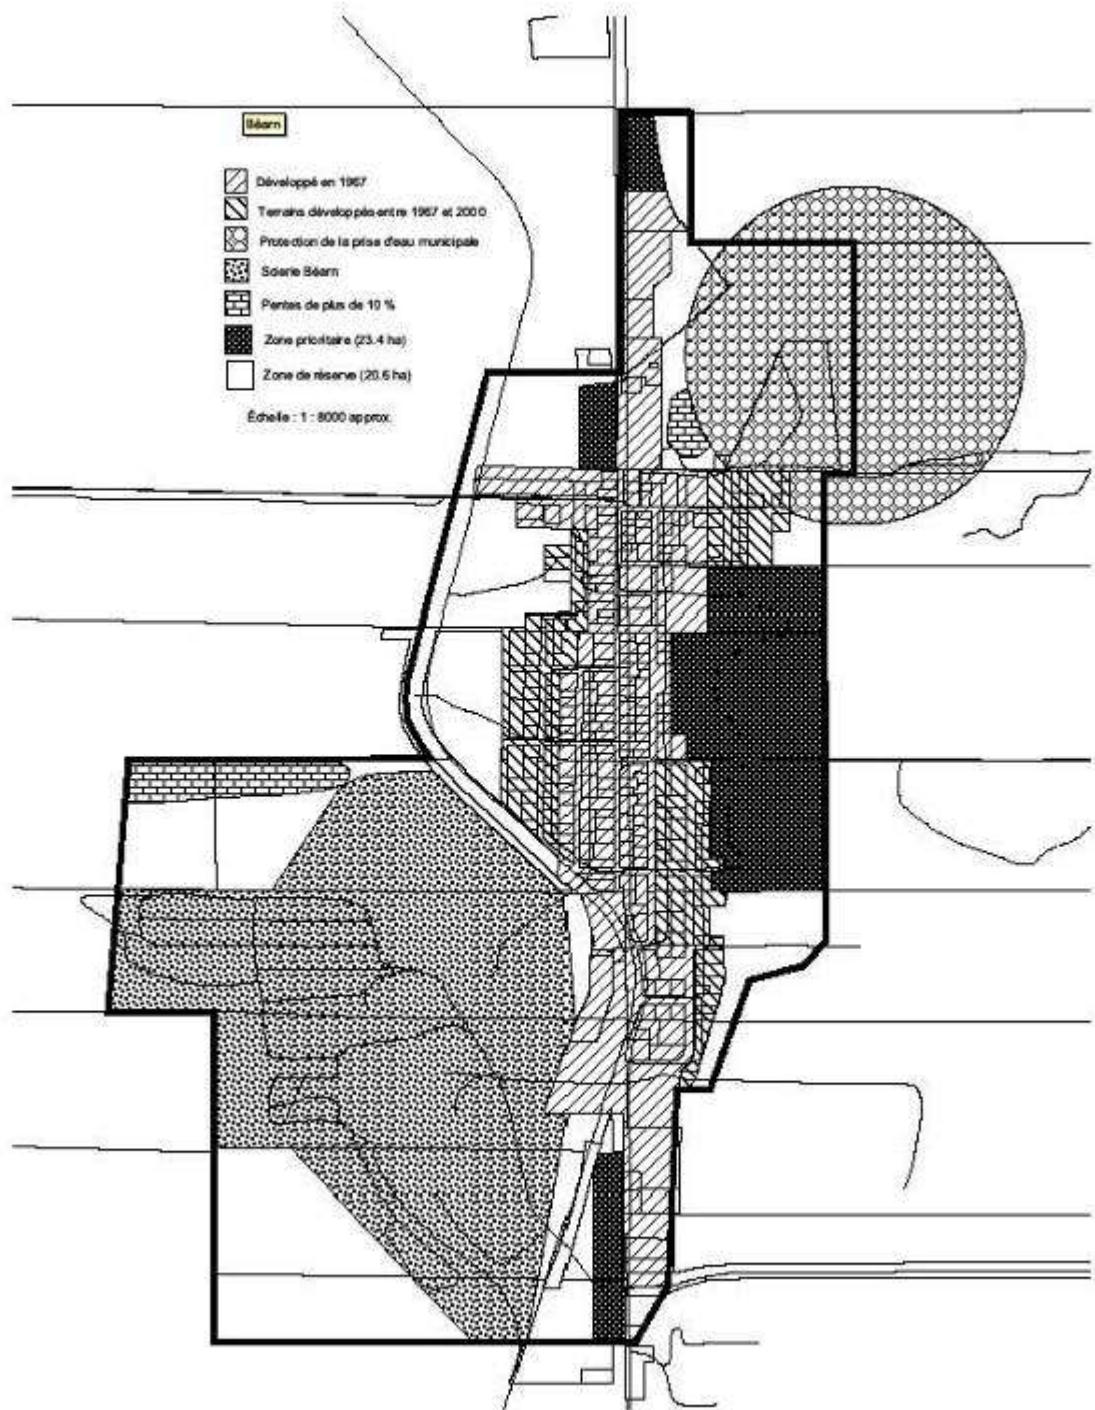 Béarn
Développé en 1967
Terrains développés entre 1967 et 2000
Protection de la prise d'eau municipale
Scierie Béarn
Pentes de plus de 10 %
Zone prioritaire (23.4 ha)
Zone de réserve (20.6 ha)
Échelle : 1 : 8000 approx.